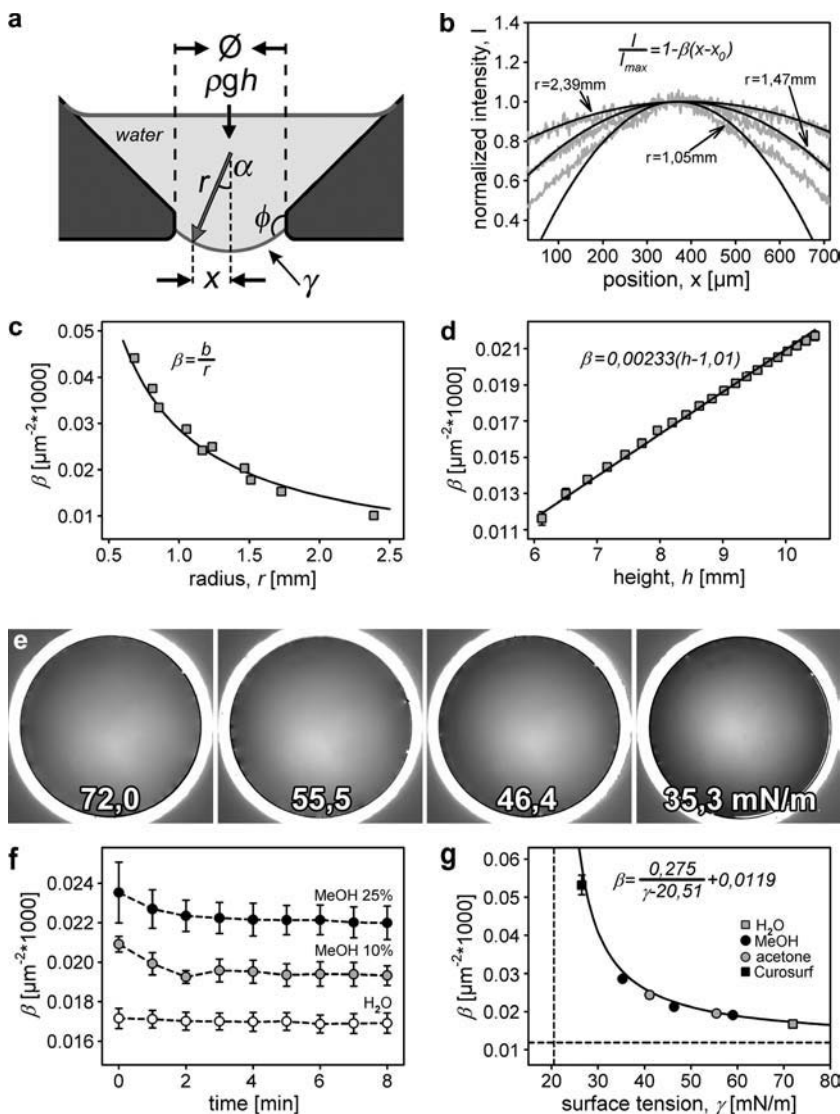 a
Ø
ρgh
water
r
α
ϕ
x
γ
b
normalized intensity, I
1.4
1.2
1.0
0.8
0.6
0.4
I/I_max=1-β(x-x₀)
r=2,39mm
r=1,47mm
r=1,05mm
100 200 300 400 500 600 700
position, x [µm]
c
β [µm⁻²*1000]
0.05
0.04
0.03
0.02
0.01
β=b/r
0.5 1.0 1.5 2.0 2.5
radius, r [mm]
d
β [µm⁻²*1000]
0.021
0.019
0.017
0.015
0.013
0.011
β=0,00233(h-1,01)
6 7 8 9 10
height, h [mm]
e
72,0 55,5 46,4 35,3 mN/m
f
β [µm⁻²*1000]
0.024
0.022
0.020
0.018
0.016
MeOH 25%
MeOH 10%
H₂O
0 2 4 6 8
time [min]
g
β [µm⁻²*1000]
0.06
0.05
0.04
0.03
0.02
0.01
β=0,275/(γ-20,51)+0,0119
H₂O
MeOH
acetone
Curosurf
20 30 40 50 60 70 80
surface tension, γ [mN/m]